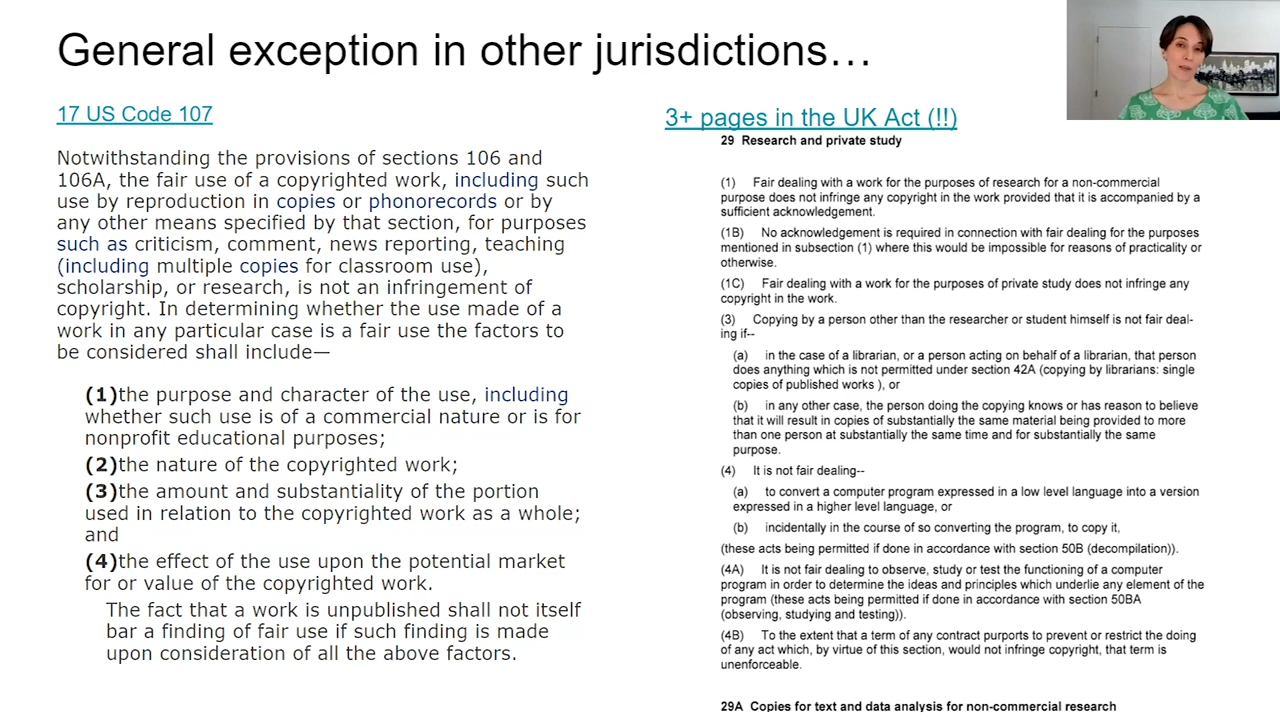 General exception in other jurisdictions…
17 US Code 107
Notwithstanding the provisions of sections 106 and
106A, the fair use of a copyrighted work, including such
use by reproduction in copies or phonorecords or by
any other means specified by that section, for purposes
such as criticism, comment, news reporting, teaching
(including multiple copies for classroom use),
scholarship, or research, is not an infringement of
copyright. In determining whether the use made of a
work in any particular case is a fair use the factors to
be considered shall include—
(1)the purpose and character of the use, including
whether such use is of a commercial nature or is for
nonprofit educational purposes;
(2)the nature of the copyrighted work;
(3)the amount and substantiality of the portion
used in relation to the copyrighted work as a whole;
and
(4)the effect of the use upon the potential market
for or value of the copyrighted work.
The fact that a work is unpublished shall not itself
bar a finding of fair use if such finding is made
upon consideration of all the above factors.
3+ pages in the UK Act (!!)
29 Research and private study
(1) Fair dealing with a work for the purposes of research for a non-commercial
purpose does not infringe any copyright in the work provided that it is accompanied by a
sufficient acknowledgement.
(1B) No acknowledgement is required in connection with fair dealing for the purposes
mentioned in subsection (1) where this would be impossible for reasons of practicality or
otherwise.
(1C) Fair dealing with a work for the purposes of private study does not infringe any
copyright in the work.
(3) Copying by a person other than the researcher or student himself is not fair deal-
ing if--
(a) in the case of a librarian, or a person acting on behalf of a librarian, that person
does anything which is not permitted under section 42A (copying by librarians: single
copies of published works ), or
(b) in any other case, the person doing the copying knows or has reason to believe
that it will result in copies of substantially the same material being provided to more
than one person at substantially the same time and for substantially the same
purpose.
(4) It is not fair dealing--
(a) to convert a computer program expressed in a low level language into a version
expressed in a higher level language, or
(b) incidentally in the course of so converting the program, to copy it,
(these acts being permitted if done in accordance with section 50B (decompilation)).
(4A) It is not fair dealing to observe, study or test the functioning of a computer
program in order to determine the ideas and principles which underlie any element of the
program (these acts being permitted if done in accordance with section 50BA
(observing, studying and testing)).
(4B) To the extent that a term of any contract purports to prevent or restrict the doing
of any act which, by virtue of this section, would not infringe copyright, that term is
unenforceable.
29A Copies for text and data analysis for non-commercial research